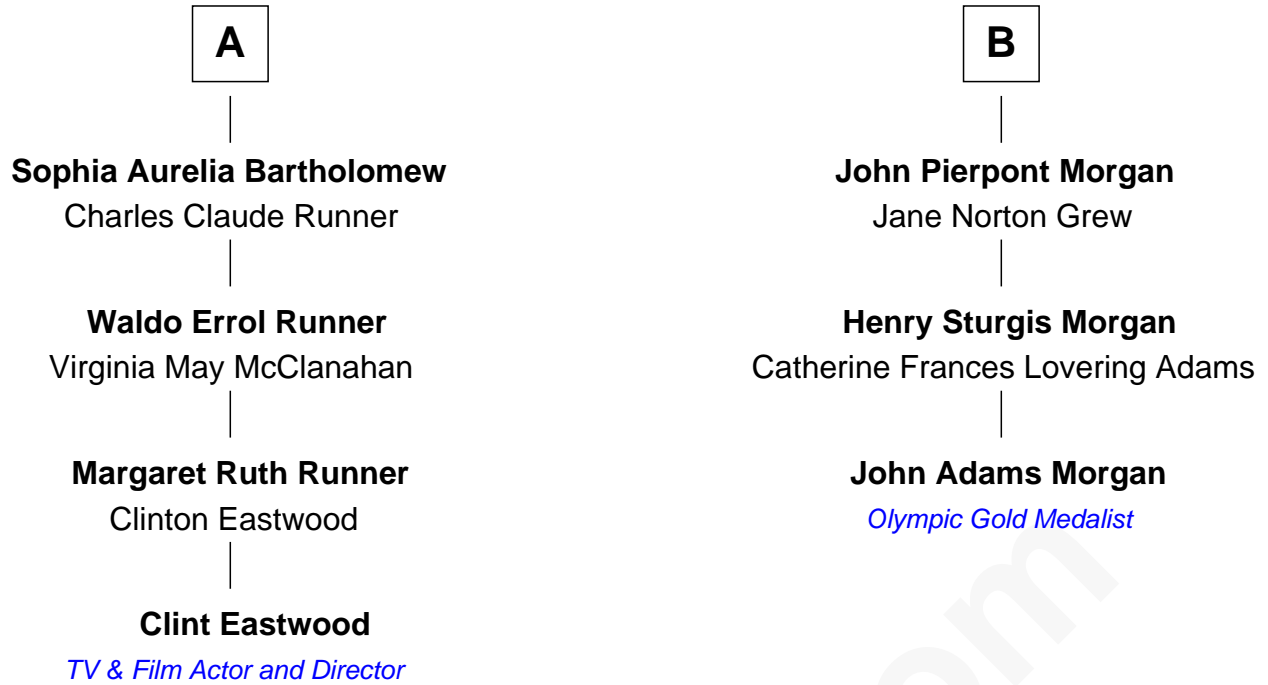 A
Sophia Aurelia Bartholomew
Charles Claude Runner
Waldo Errol Runner
Virginia May McClanahan
Margaret Ruth Runner
Clinton Eastwood
Clint Eastwood
TV & Film Actor and Director
B
John Pierpont Morgan
Jane Norton Grew
Henry Sturgis Morgan
Catherine Frances Lovering Adams
John Adams Morgan
Olympic Gold Medalist
om